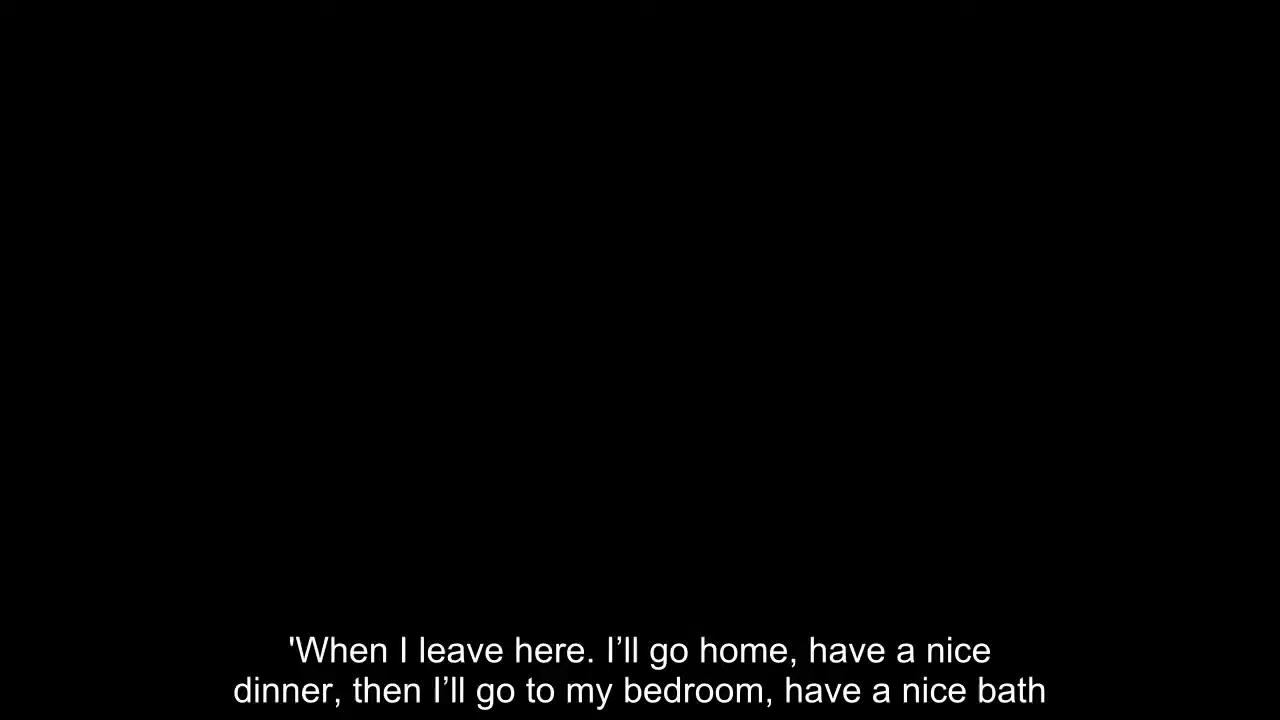 'When I leave here. I’ll go home, have a nice
dinner, then I’ll go to my bedroom, have a nice bath